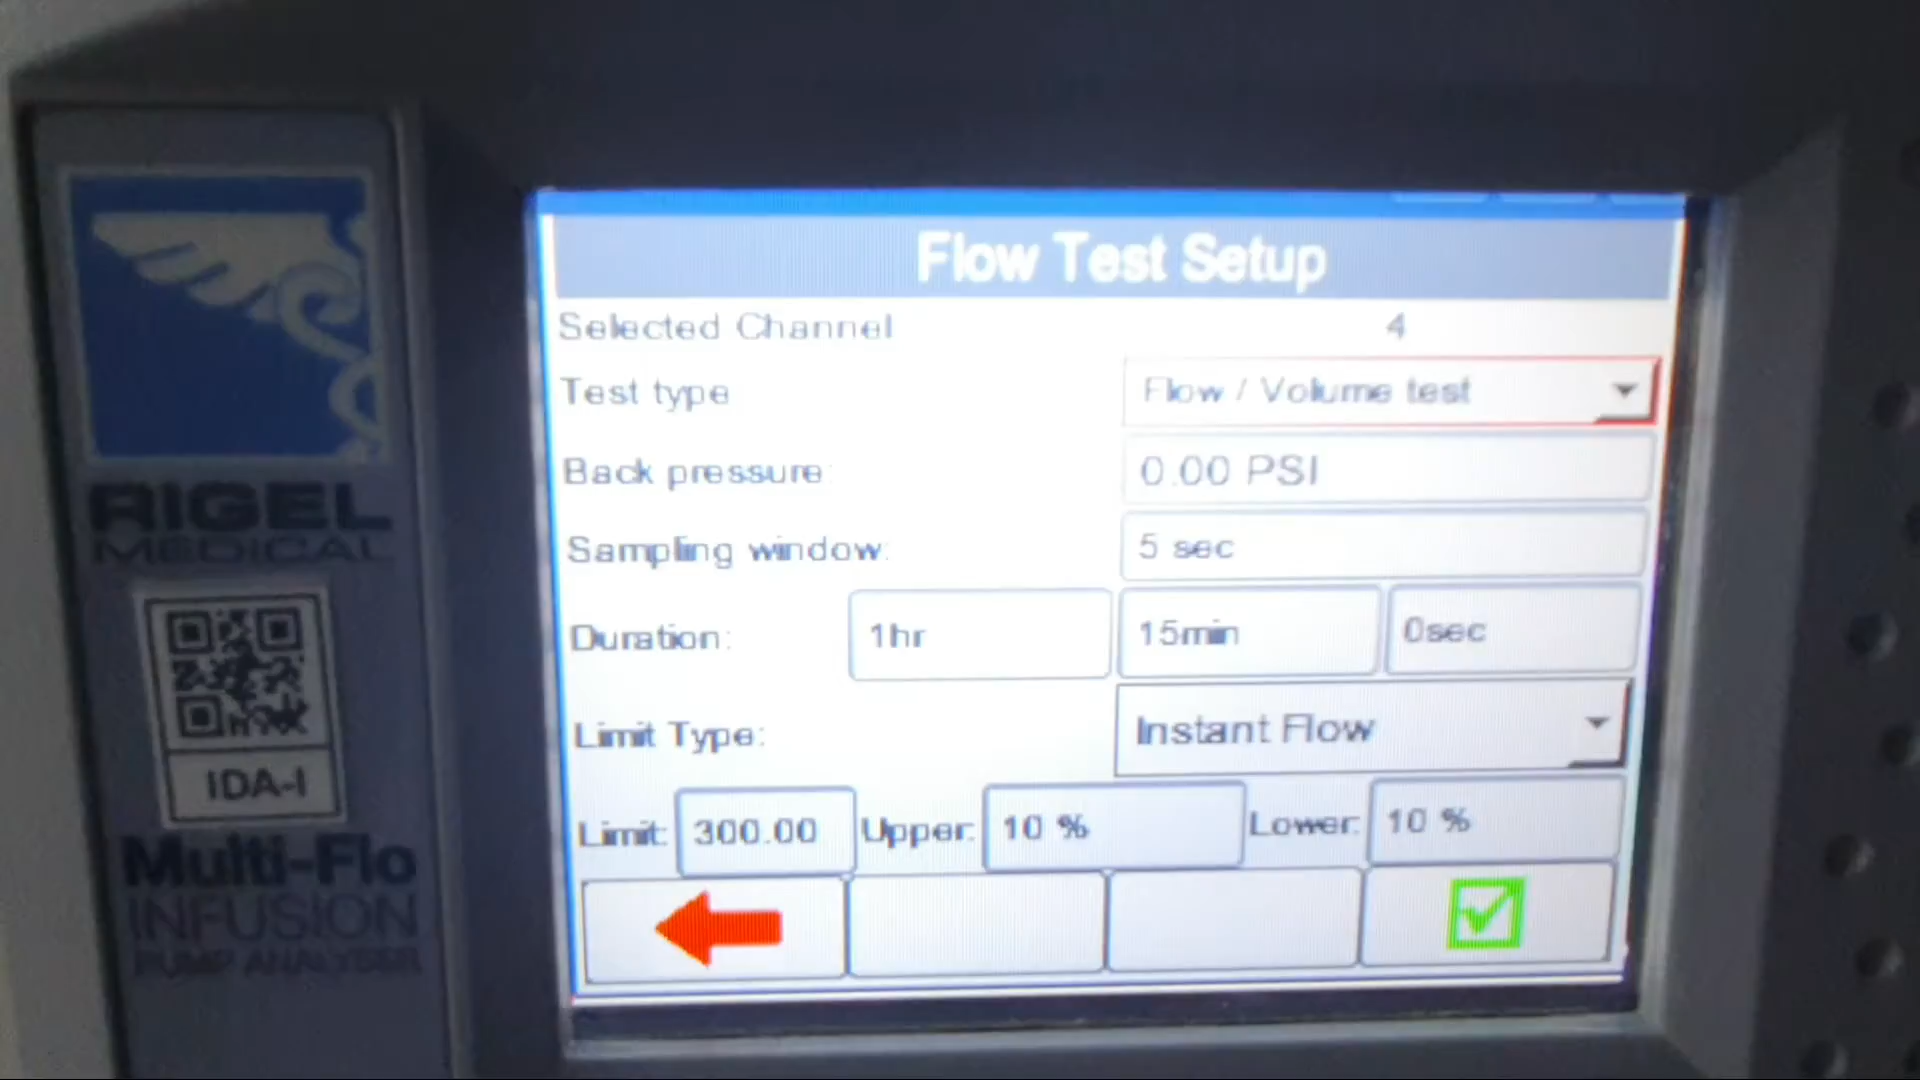 Flow Test Setup
Selected Channel 4
Test type Flow / Volume test
Back pressure: 0.00 PSI
Sampling window: 5 sec
Duration: 1hr 15min 0sec
Limit Type: Instant Flow
Limit: 300.00 Upper: 10 % Lower: 10 %
RIGEL
MEDICAL
IDA-I
Multi-Flo
INFUSION
PUMP ANALYSER